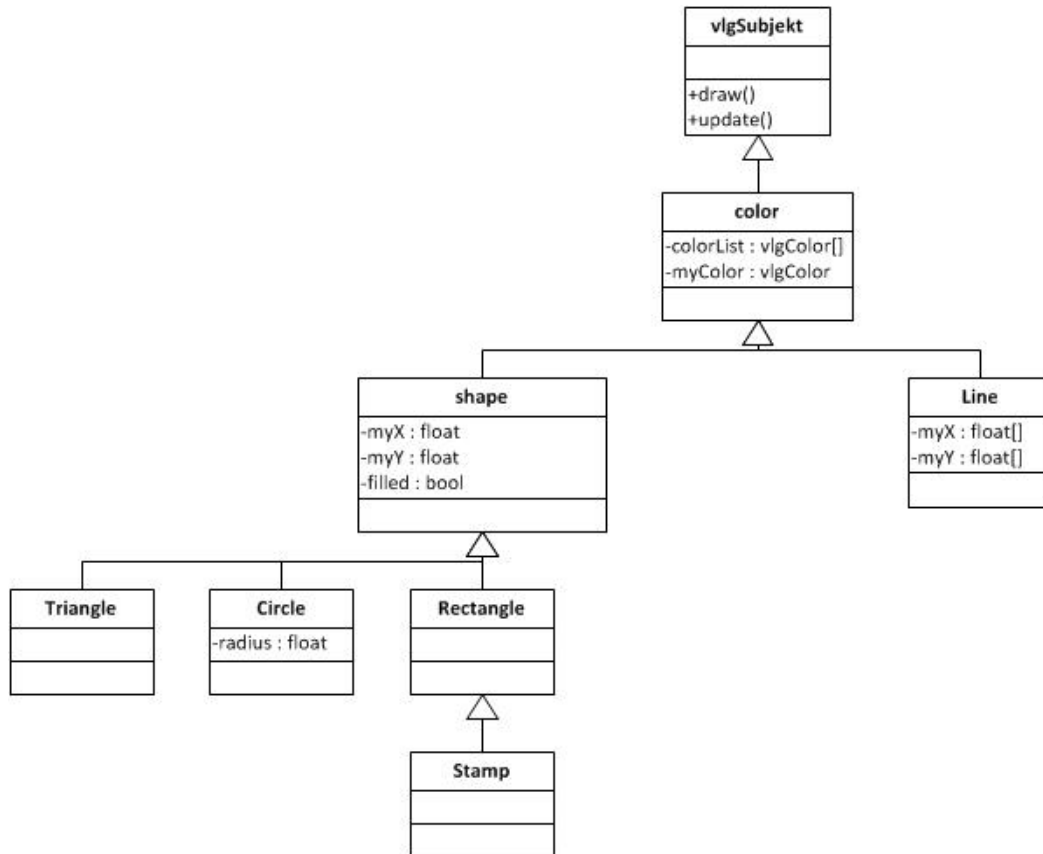 vlgSubjekt
+draw()
+update()
color
-colorList : vlgColor[]
-myColor : vlgColor
shape
-myX : float
-myY : float
-filled : bool
Line
-myX : float[]
-myY : float[]
Triangle
Circle
-radius : float
Rectangle
Stamp